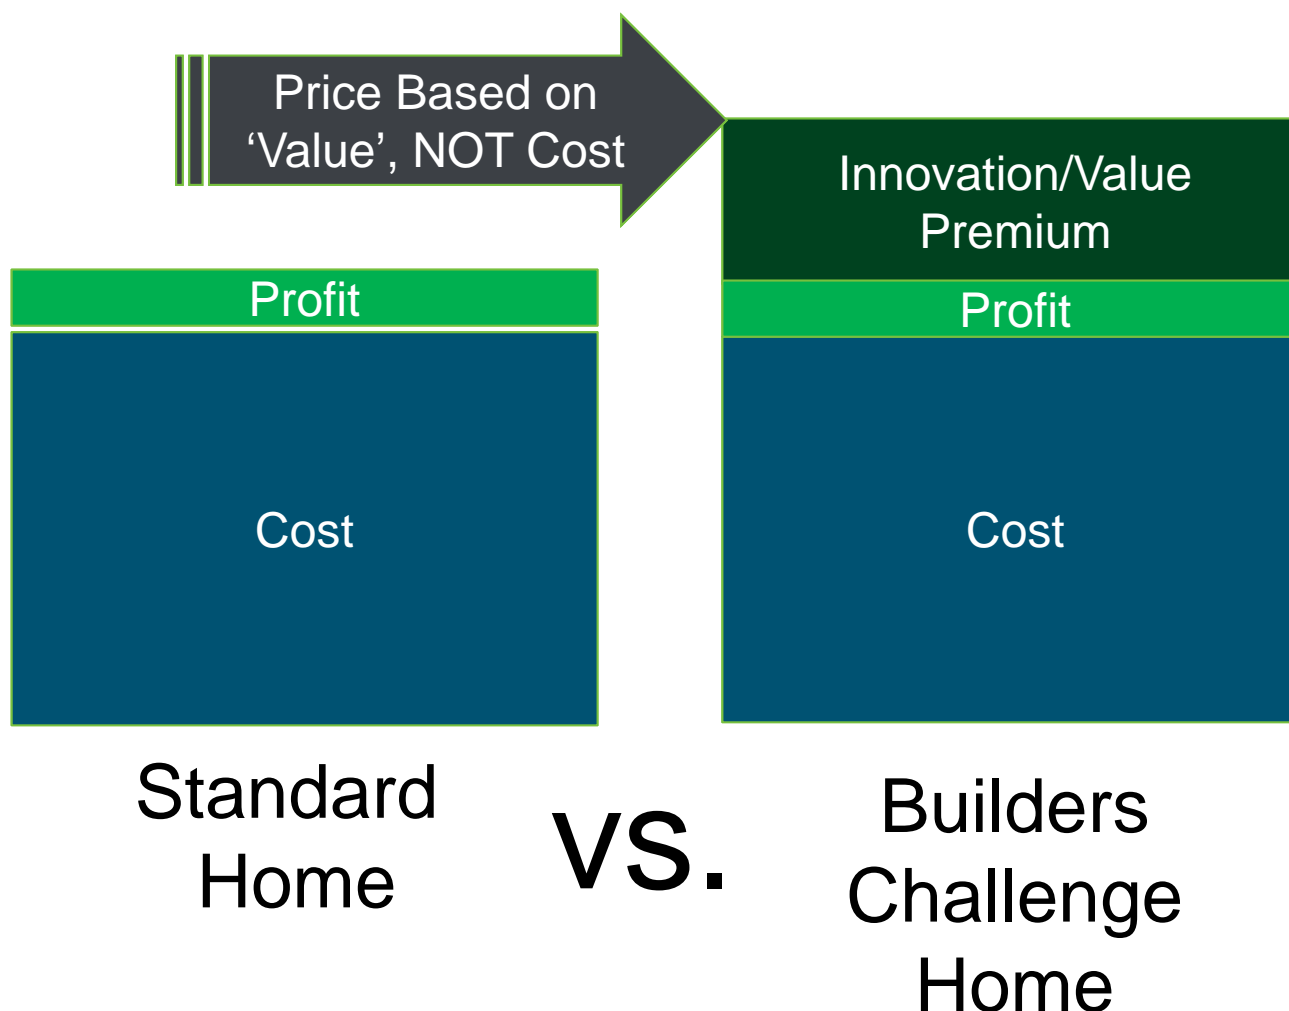 Price Based on
‘Value’, NOT Cost
Innovation/Value
Premium
Profit
Profit
Cost
Cost
Standard
Home
vs.
Builders
Challenge
Home